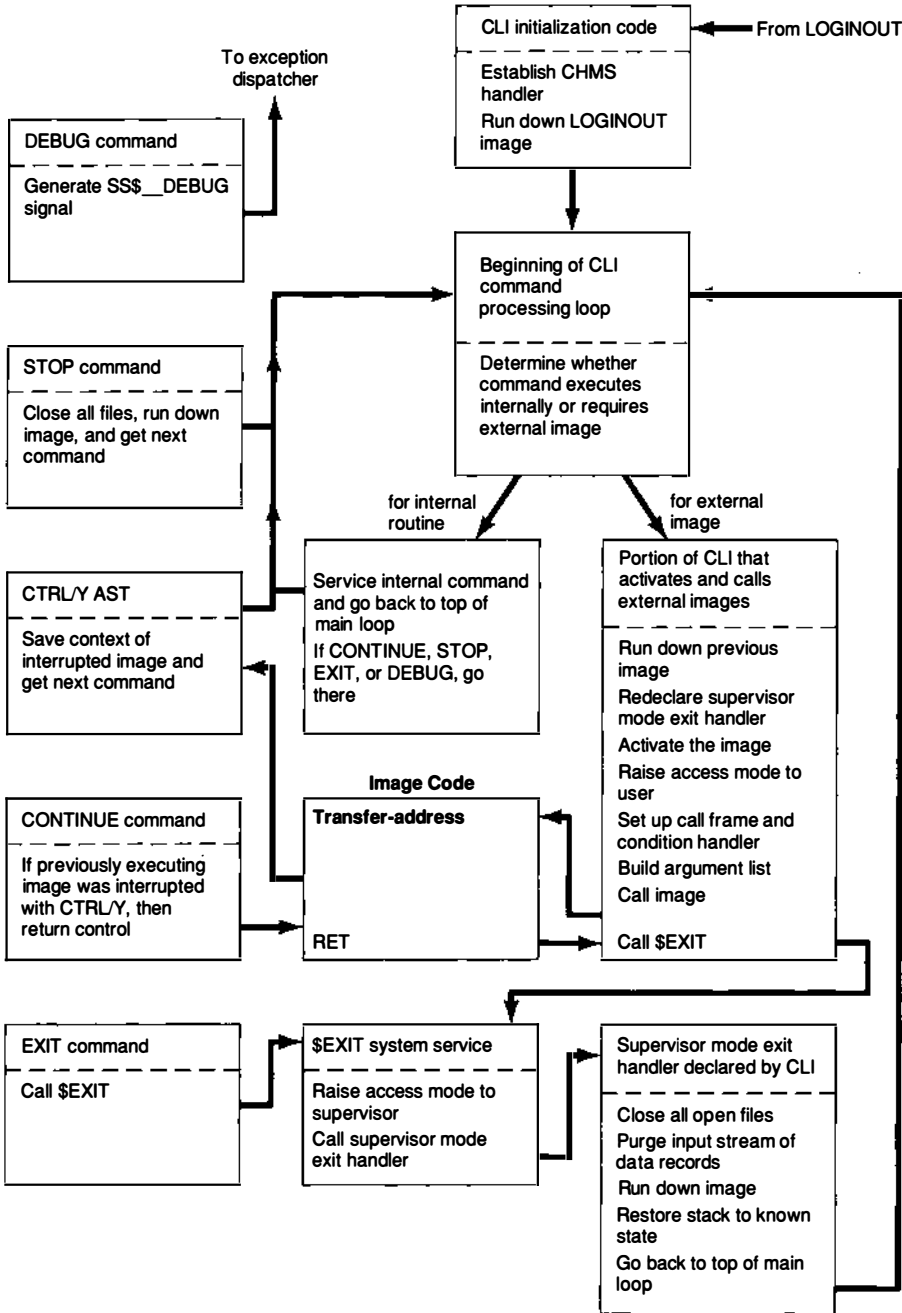 CLI initialization code
From LOGINOUT
Establish CHMS
handler
Run down LOGINOUT
image
To exception
dispatcher
DEBUG command
Generate SS$__DEBUG
signal
Beginning of CLI
command
processing loop
Determine whether
command executes
internally or requires
external image
STOP command
Close all files, run down
image, and get next
command
for internal
routine
for external
image
CTRL/Y AST
Save context of
interrupted image and
get next command
Service internal command
and go back to top of
main loop
If CONTINUE, STOP,
EXIT, or DEBUG, go
there
Portion of CLI that
activates and calls
external images
Run down previous
image
Redeclare supervisor
mode exit handler
Activate the image
Raise access mode to
user
Set up call frame and
condition handler
Build argument list
Call image
Call $EXIT
Image Code
Transfer-address
RET
CONTINUE command
If previously executing
image was interrupted
with CTRL/Y, then
return control
EXIT command
Call $EXIT
$EXIT system service
Raise access mode to
supervisor
Call supervisor mode
exit handler
Supervisor mode exit
handler declared by CLI
Close all open files
Purge input stream of
data records
Run down image
Restore stack to known
state
Go back to top of main
loop